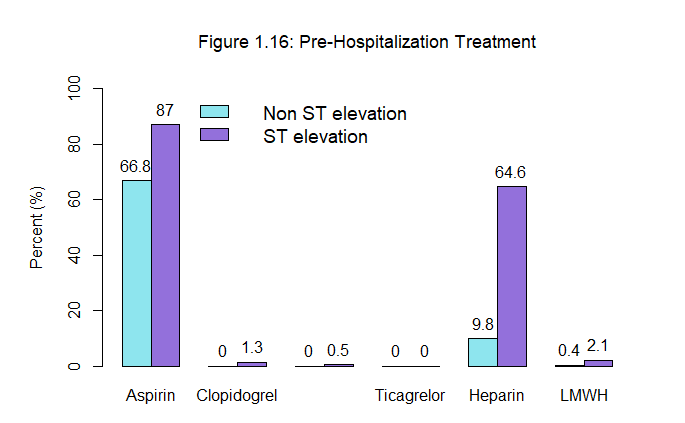 Figure 1.16: Pre-Hospitalization Treatment
Non ST elevation
ST elevation
Percent (%)
100
80
60
40
20
0
66.8
87
0
1.3
0
0.5
0
0
9.8
64.6
0.4
2.1
Aspirin
Clopidogrel
Ticagrelor
Heparin
LMWH